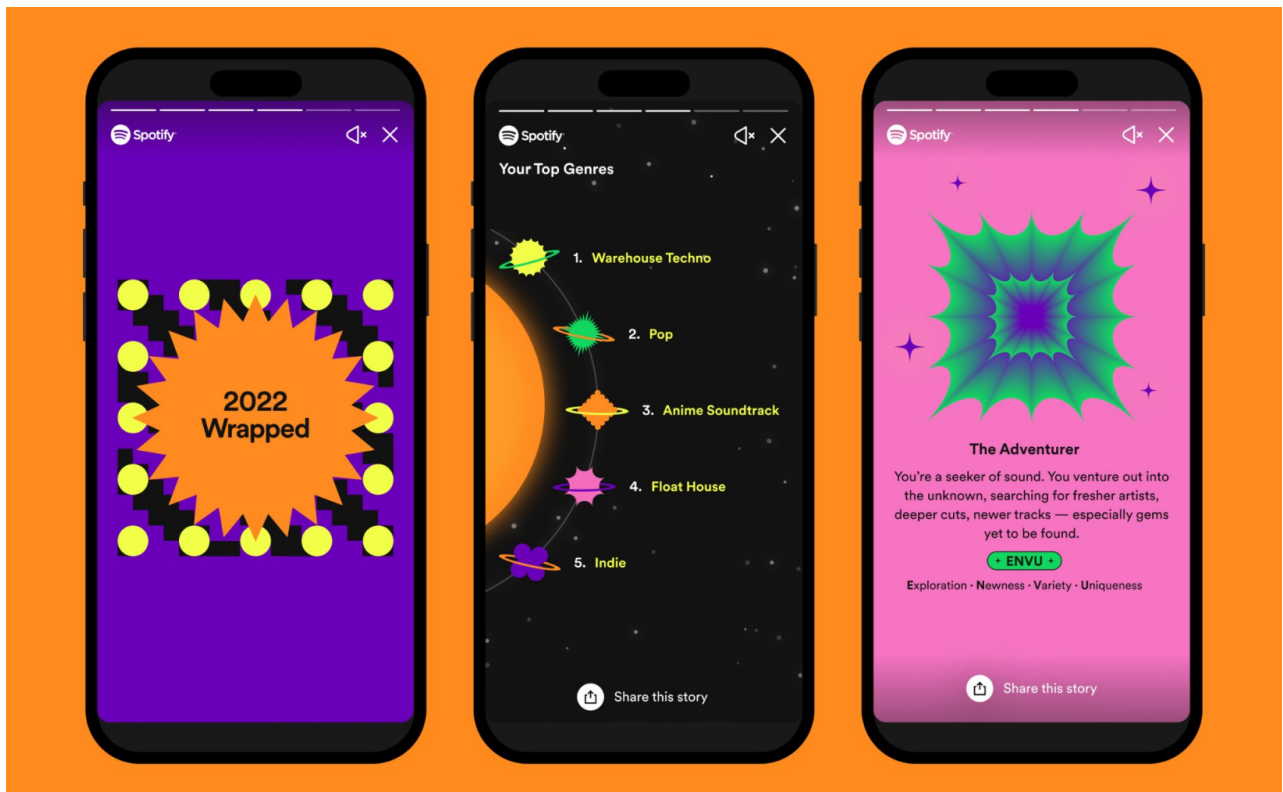 Spotify
2022
Wrapped
Spotify
Your Top Genres
1. Warehouse Techno
2. Pop
3. Anime Soundtrack
4. Float House
5. Indie
Share this story
Spotify
The Adventurer
You're a seeker of sound. You venture out into
the unknown, searching for fresher artists,
deeper cuts, newer tracks — especially gems
yet to be found.
ENVU
Exploration · Newness · Variety · Uniqueness
Share this story